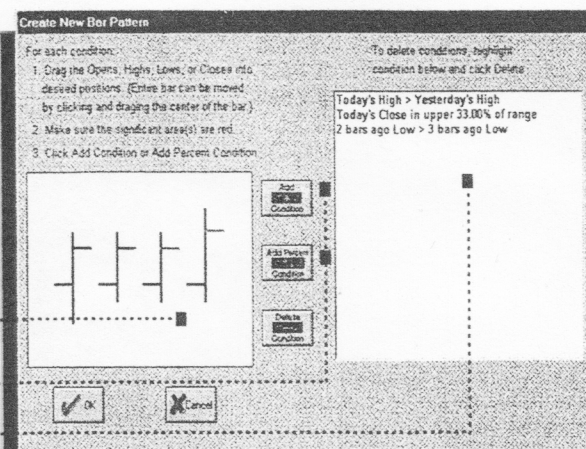 Create New Bar Pattern
For each condition:
1. Drag the Opens, Highs, Lows, or Closes into
desired positions. (Entire bar can be moved
by clicking and draging the center of the bar.)
2. Make sure the significant area(s) are red.
3. Click Add Condition or Add Percent Condition
To delete conditions, highlight
condition below and click Delete
Today's High > Yesterday's High
Today's Close in upper 33.00% of range
2 bars ago Low > 3 bars ago Low
Add
Condition
Add Percent
Condition
Delete
Condition
OK
Cancel